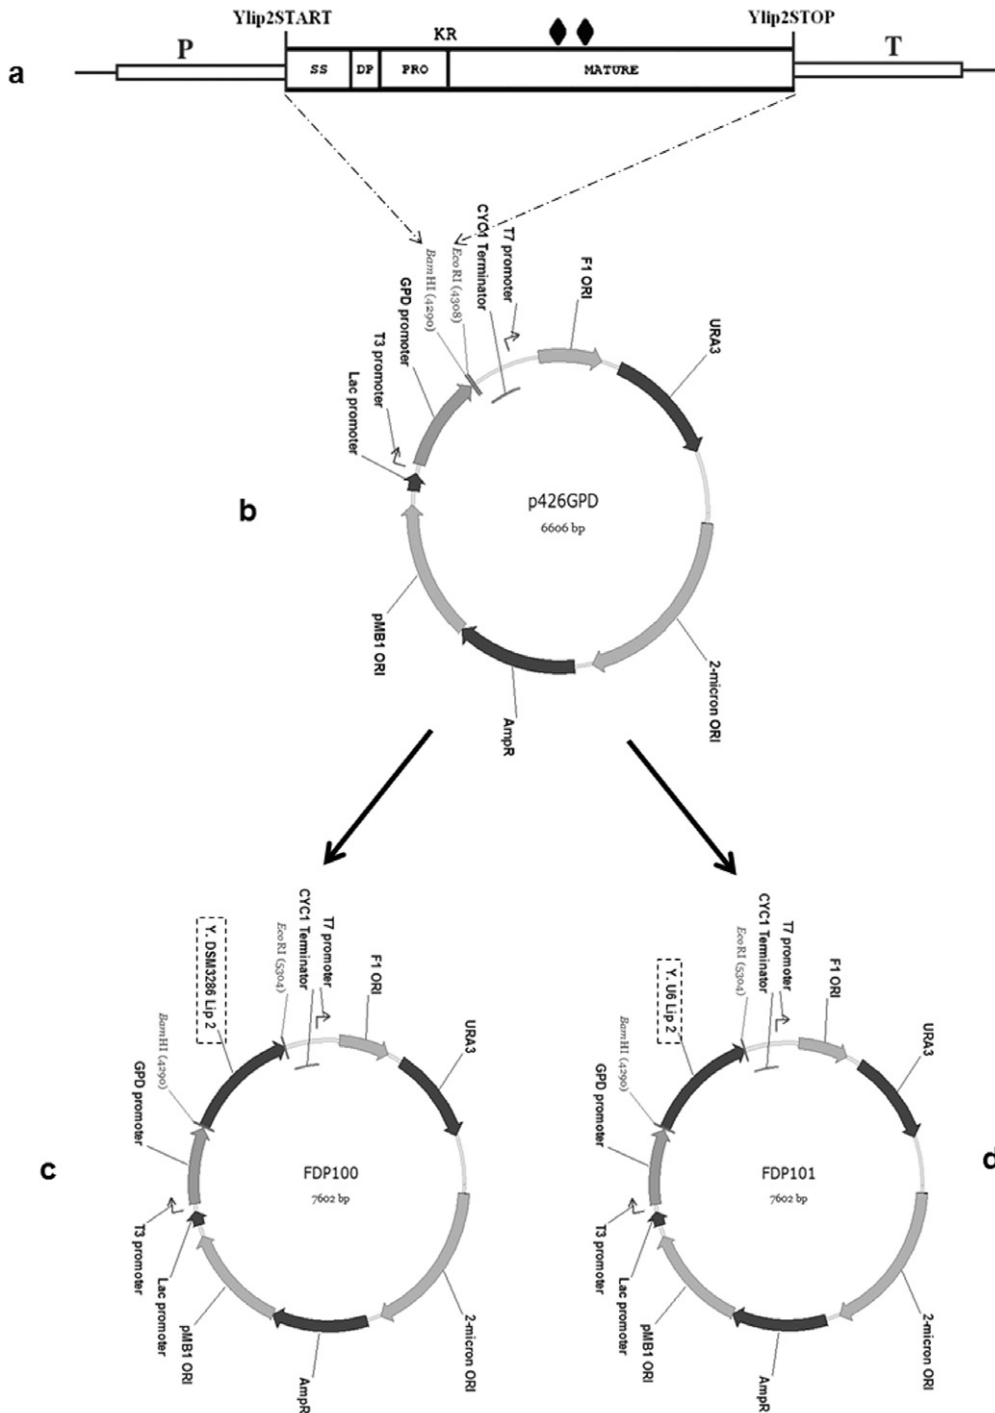 Ylip2START
Ylip2STOP
P
KR
T
a
SS
DP
PRO
MATURE
T7 promoter
CYC1 Terminator
EcoRI (4308)
BamHI (4290)
GPD promoter
T3 promoter
Lac promoter
F1 ORI
URA3
b
p426GPD
6606 bp
pMB1 ORI
AmpR
2-micron ORI
T7 promoter
CYC1 Terminator
EcoRI (5304)
Y. DSM3286 Lip 2
BamHI (4290)
GPD promoter
F1 ORI
URA3
c
FDP100
7602 bp
T3 promoter
Lac promoter
pMB1 ORI
AmpR
2-micron ORI
T7 promoter
CYC1 Terminator
EcoRI (5304)
Y. U6 Lip 2
BamHI (4290)
GPD promoter
F1 ORI
URA3
d
FDP101
7602 bp
T3 promoter
Lac promoter
pMB1 ORI
AmpR
2-micron ORI